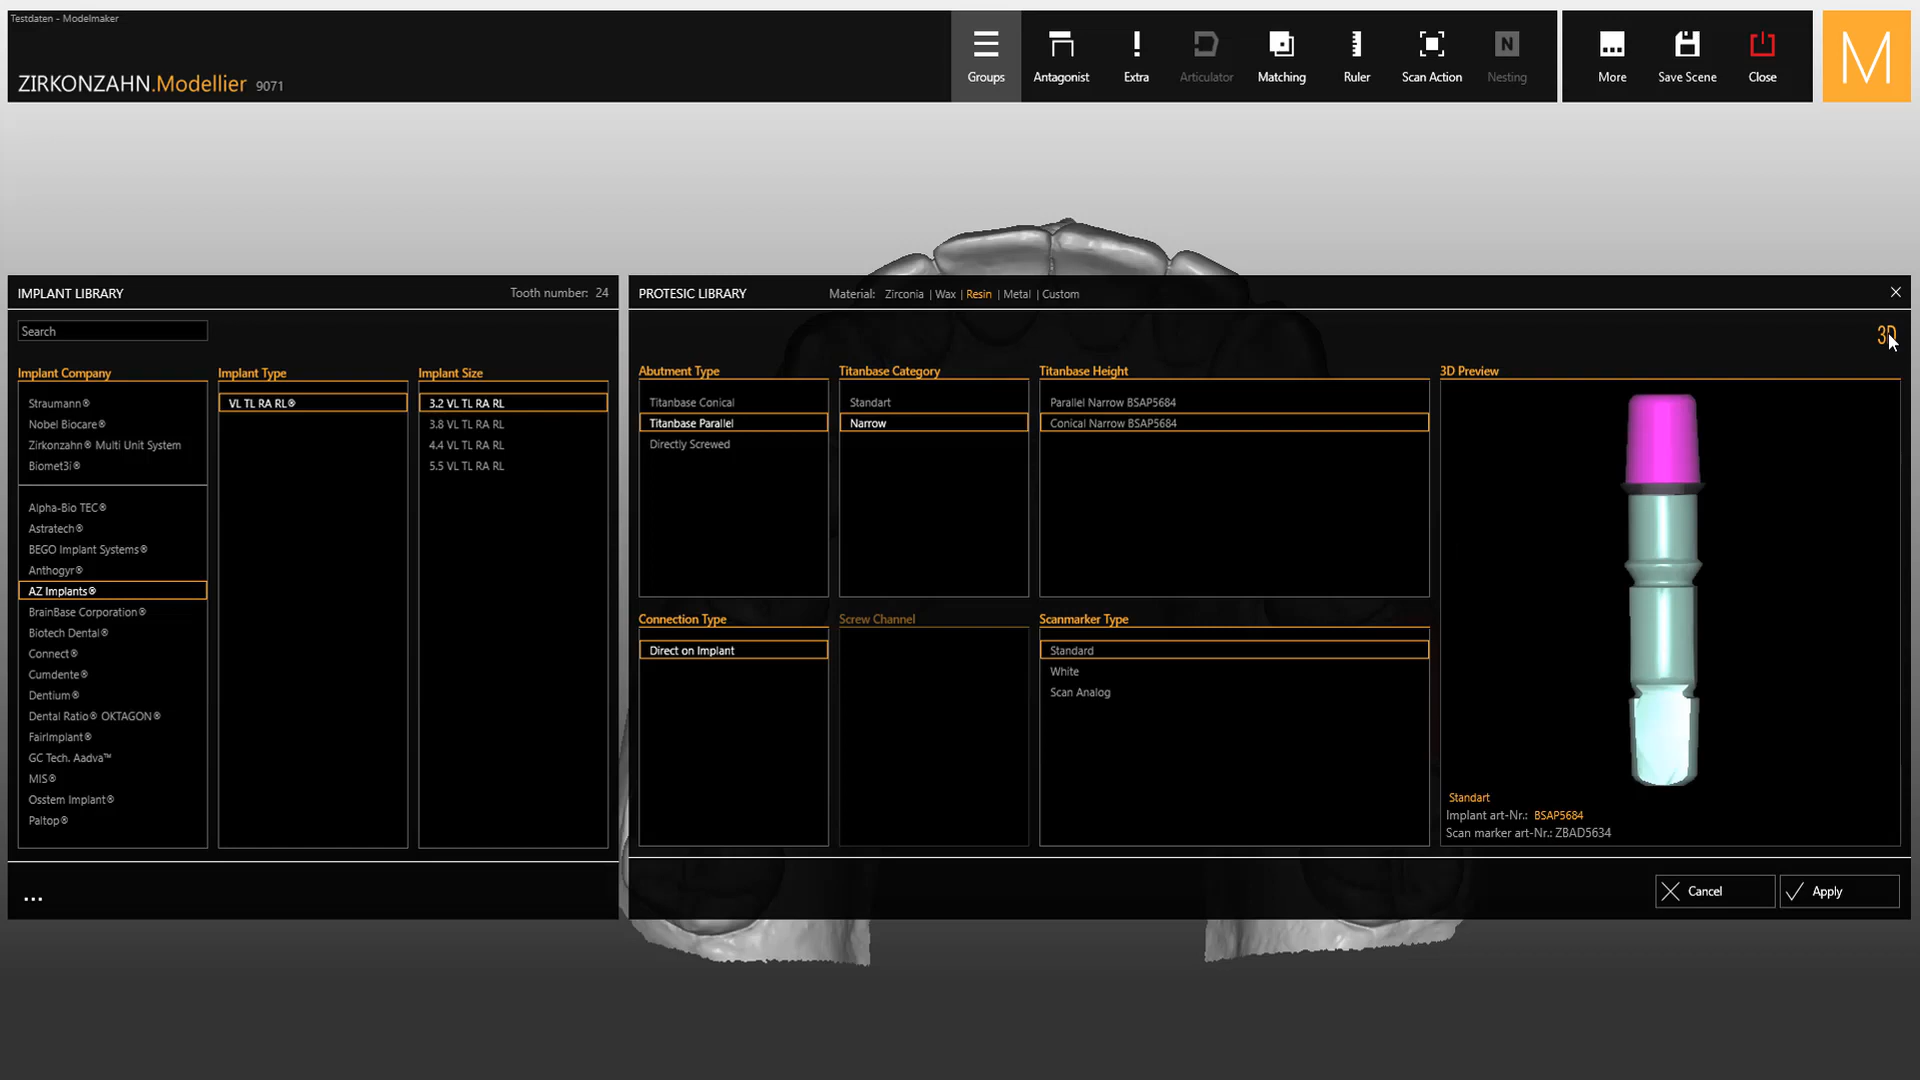 Testdaten - Modelmaker
ZIRKONZAHN.Modellier 9071
Groups
Antagonist
Extra
Articulator
Matching
Ruler
Scan Action
N
Nesting
More
Save Scene
Close
M
IMPLANT LIBRARY
Tooth number: 24
Search
Implant Company
Straumann®
Nobel Biocare®
Zirkonzahn® Multi Unit System
Biomet3i®
Alpha-Bio TEC®
Astratech®
BEGO Implant Systems®
Anthogyr®
AZ Implants®
BrainBase Corporation®
Biotech Dental®
Connect®
Cumdente®
Dentium®
Dental Ratio® OKTAGON®
FairImplant®
GC Tech. Aadva™
MIS®
Osstem Implant®
Paltop®
Implant Type
VL TL RA RL®
Implant Size
3.2 VL TL RA RL
3.8 VL TL RA RL
4.4 VL TL RA RL
5.5 VL TL RA RL
...
PROTESIC LIBRARY
Material: Zirconia | Wax | Resin | Metal | Custom
3D
Abutment Type
Titanbase Conical
Titanbase Parallel
Directly Screwed
Titanbase Category
Standart
Narrow
Titanbase Height
Parallel Narrow BSAP5684
Conical Narrow BSAP5684
Connection Type
Direct on Implant
Screw Channel
Scanmarker Type
Standard
White
Scan Analog
3D Preview
Standart
Implant art-Nr.: BSAP5684
Scan marker art-Nr.: ZBAD5634
Cancel
Apply